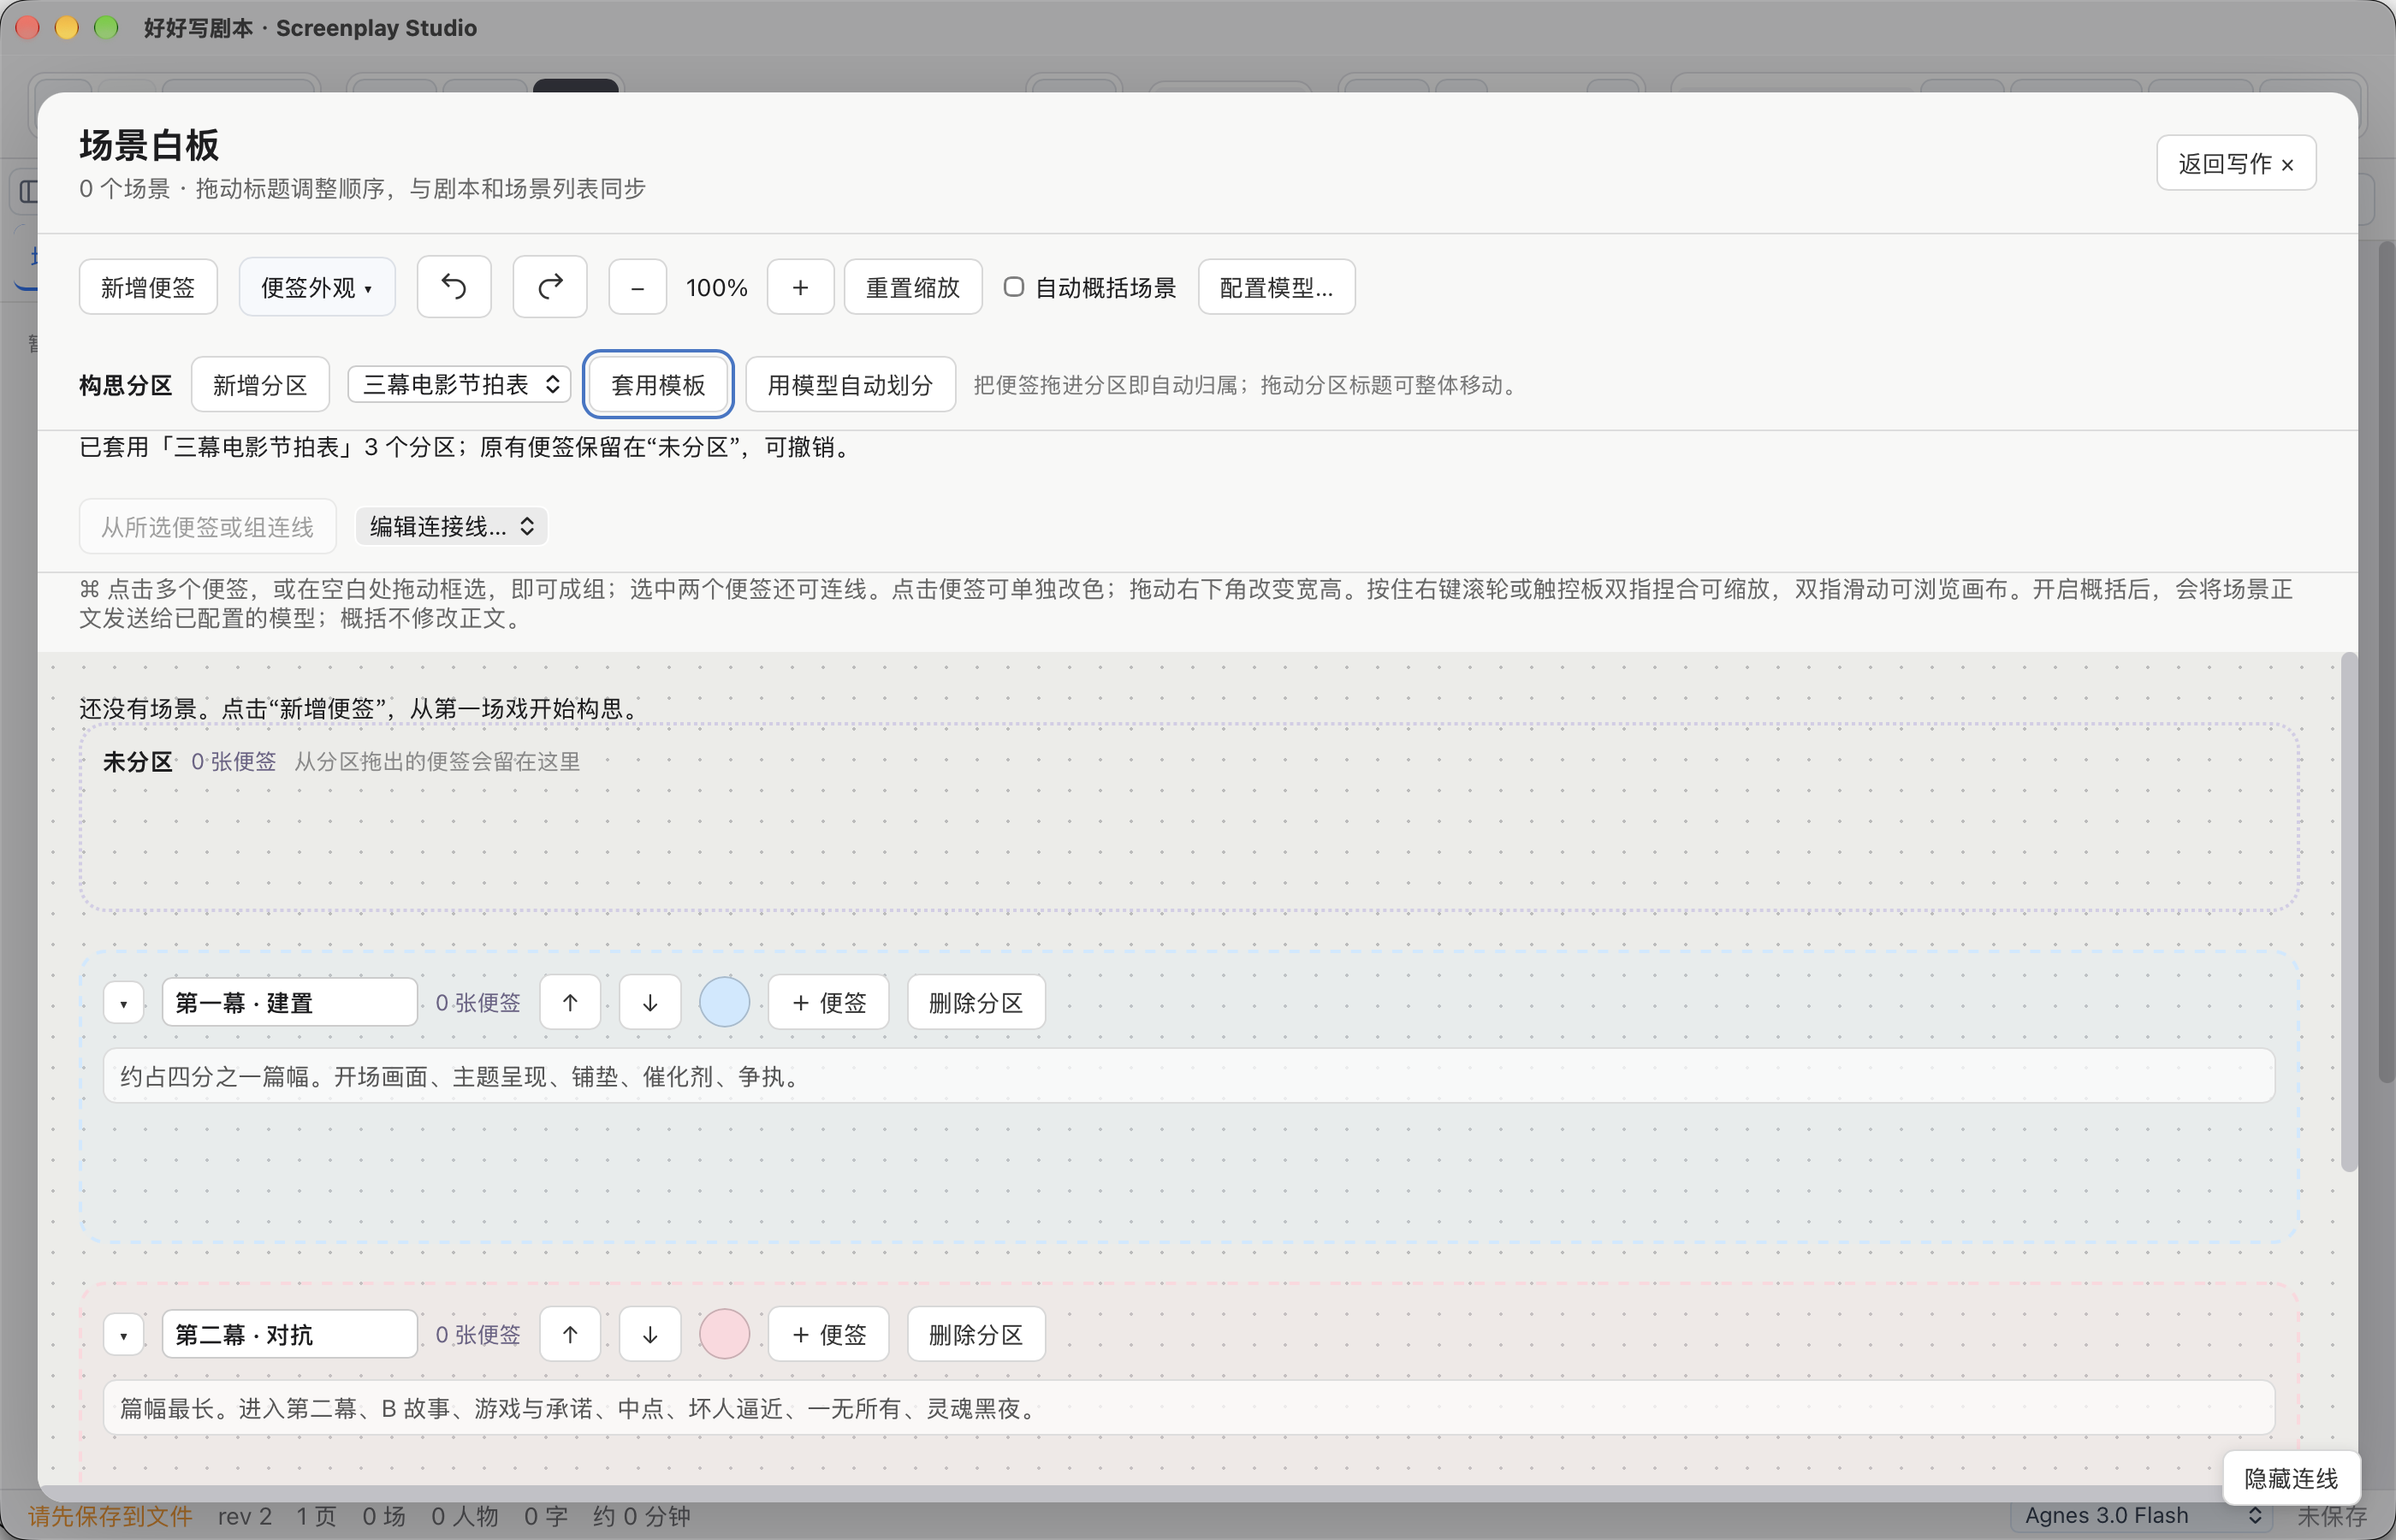 好好写剧本 · Screenplay Studio
场景白板
0 个场景 · 拖动标题调整顺序，与剧本和场景列表同步
返回写作 ×
新增便签 便签外观 ▾ − 100% + 重置缩放 自动概括场景 配置模型...
构思分区 新增分区 三幕电影节拍表 套用模板 用模型自动划分 把便签拖进分区即自动归属；拖动分区标题可整体移动。
已套用「三幕电影节拍表」3 个分区；原有便签保留在“未分区”，可撤销。
从所选便签或组连线 编辑连接线...
⌘ 点击多个便签，或在空白处拖动框选，即可成组；选中两个便签还可连线。点击便签可单独改色；拖动右下角改变宽高。按住右键滚轮或触控板双指捏合可缩放，双指滑动可浏览画布。开启概括后，会将场景正
文发送给已配置的模型；概括不修改正文。
还没有场景。点击“新增便签”，从第一场戏开始构思。
未分区 0 张便签 从分区拖出的便签会留在这里
▾ 第一幕 · 建置 0 张便签 ↑ ↓ + 便签 删除分区
约占四分之一篇幅。开场画面、主题呈现、铺垫、催化剂、争执。
▾ 第二幕 · 对抗 0 张便签 ↑ ↓ + 便签 删除分区
篇幅最长。进入第二幕、B 故事、游戏与承诺、中点、坏人逼近、一无所有、灵魂黑夜。
隐藏连线
请先保存到文件 rev 2 1 页 0 场 0 人物 0 字 约 0 分钟 Agnes 3.0 Flash 未保存